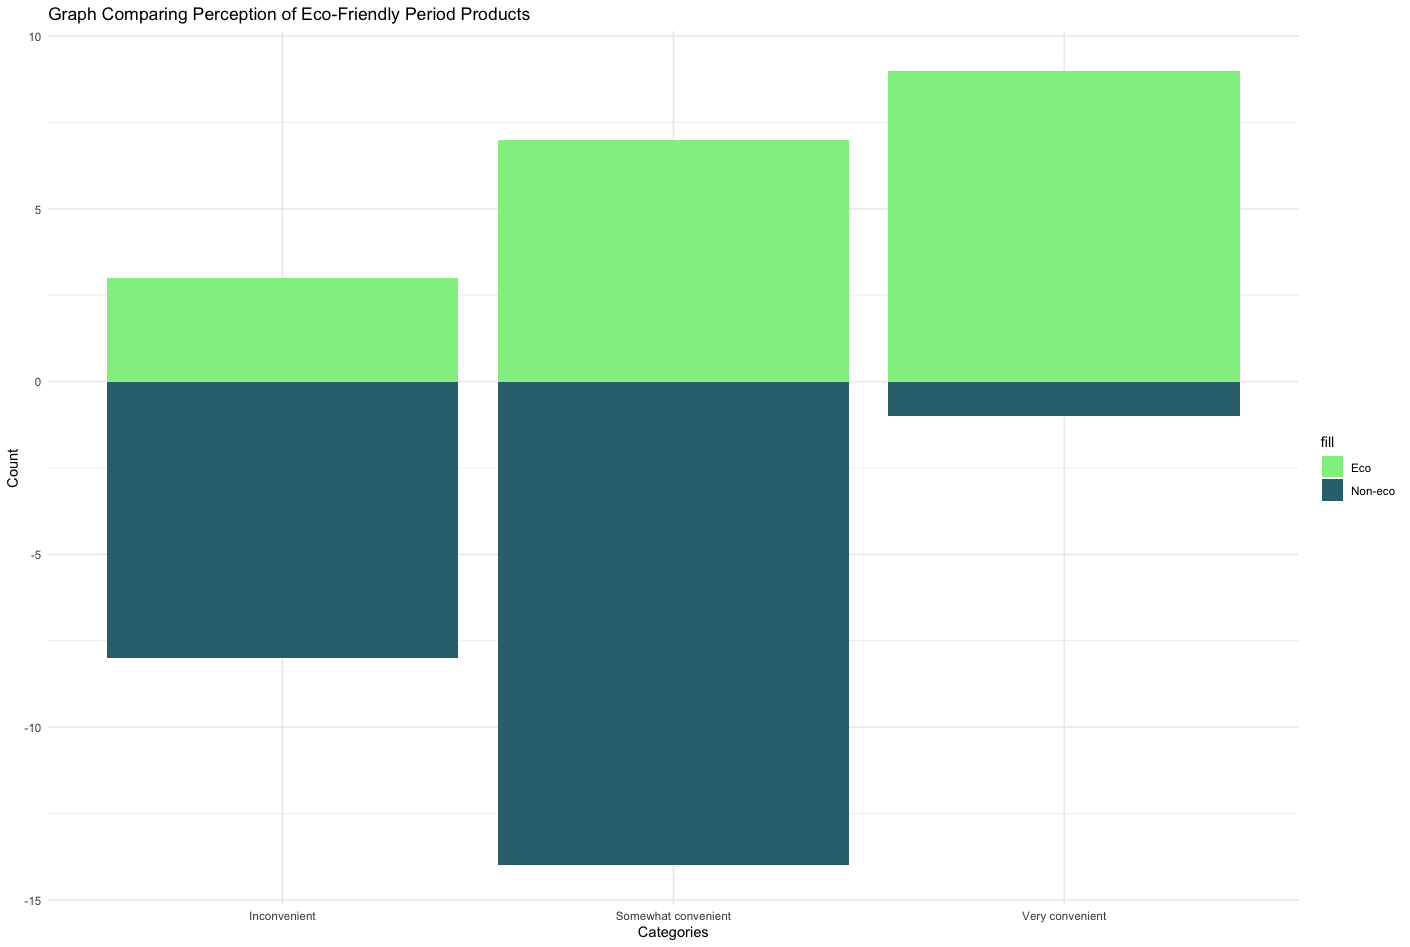 Graph Comparing Perception of Eco-Friendly Period Products
10
5
0
-5
-10
-15
Count
Inconvenient
Somewhat convenient
Very convenient
Categories
fill
Eco
Non-eco